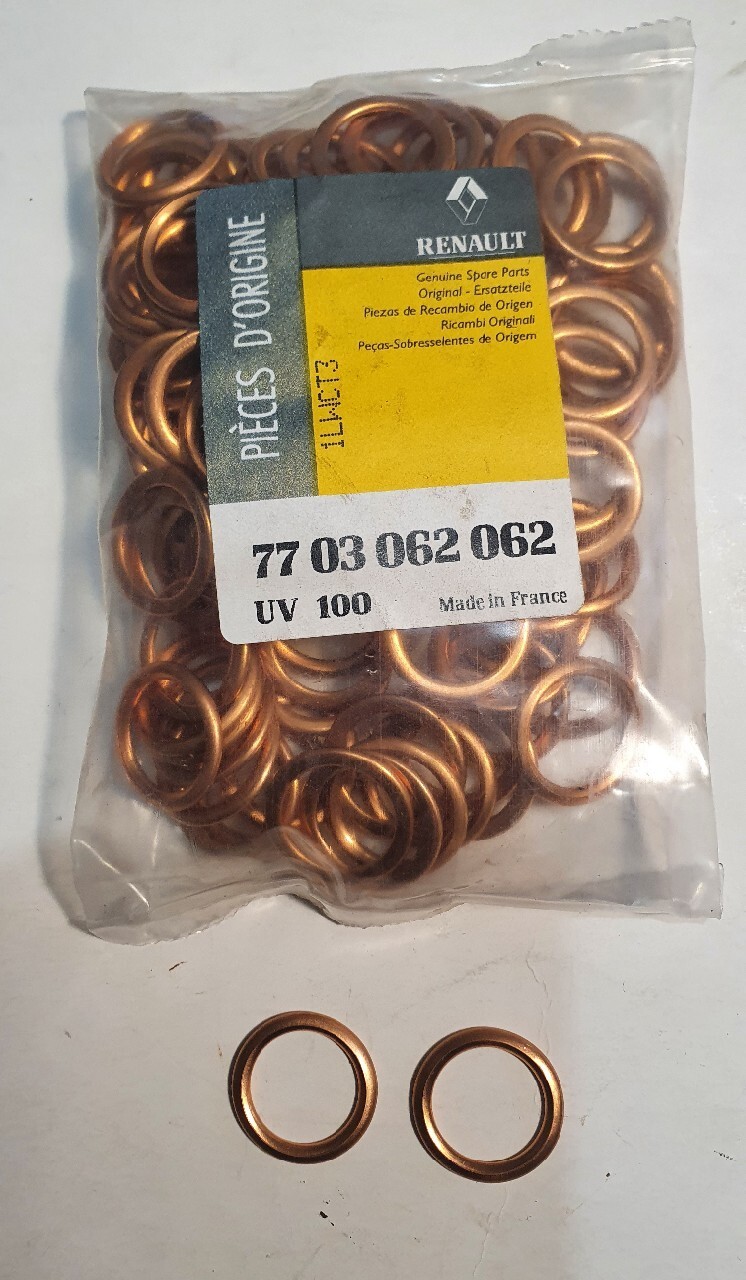 PIÈCES D'ORIGINE
RENAULT
Genuine Spare Parts
Original - Ersatzteile
Piezas de Recambio de Origen
Ricambi Originali
Peças-Sobresselentes de Origem
1LWCT3
77 03 062 062
UV 100
Made in France